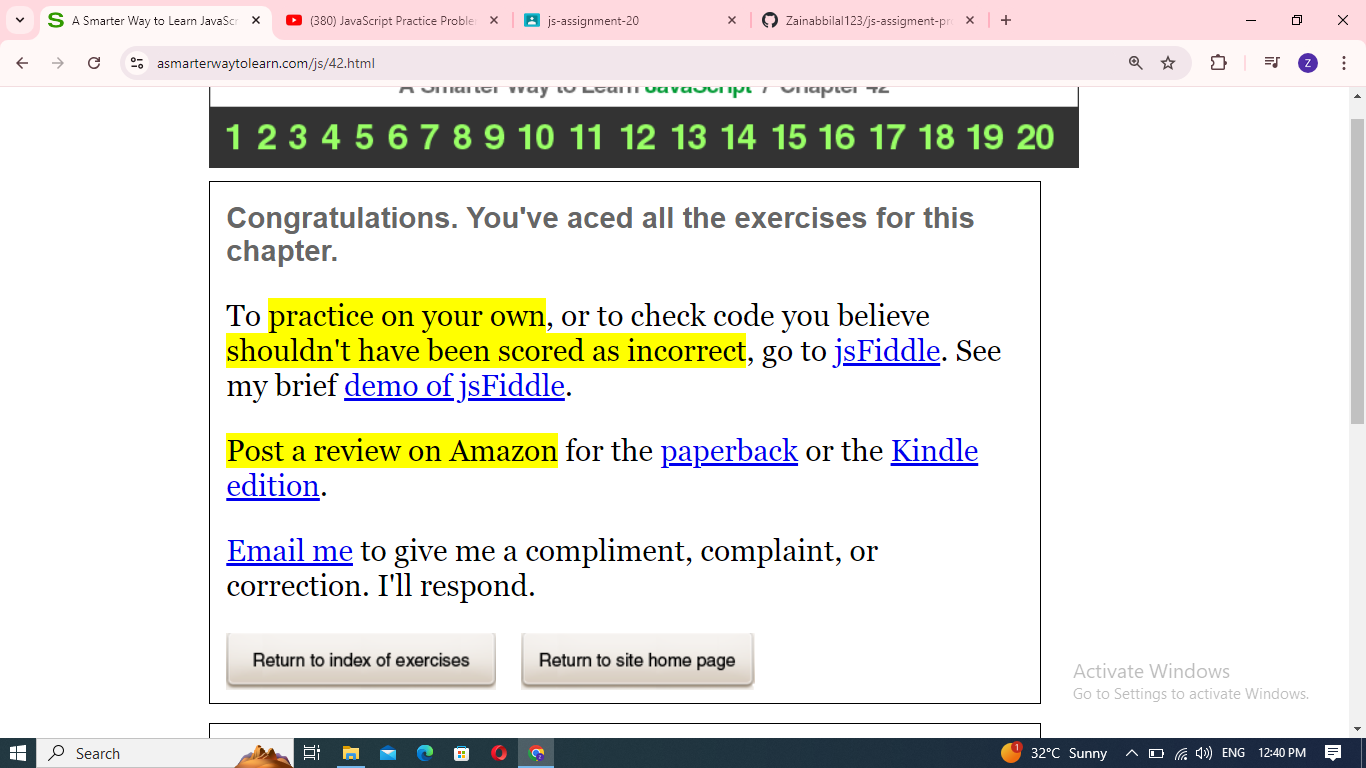 A Smarter Way to Learn JavaScr
(380) JavaScript Practice Proble
js-assignment-20
Zainabbilal123/js-assigment-pr
asmarterwaytolearn.com/js/42.html
Z
A Smarter Way to Learn JavaScript / Chapter 42
1 2 3 4 5 6 7 8 9 10 11 12 13 14 15 16 17 18 19 20
Congratulations. You've aced all the exercises for this
chapter.
To practice on your own, or to check code you believe
shouldn't have been scored as incorrect, go to jsFiddle. See
my brief demo of jsFiddle.
Post a review on Amazon for the paperback or the Kindle
edition.
Email me to give me a compliment, complaint, or
correction. I'll respond.
Return to index of exercises
Return to site home page
Activate Windows
Go to Settings to activate Windows.
Search
1
32°C Sunny
ENG
12:40 PM